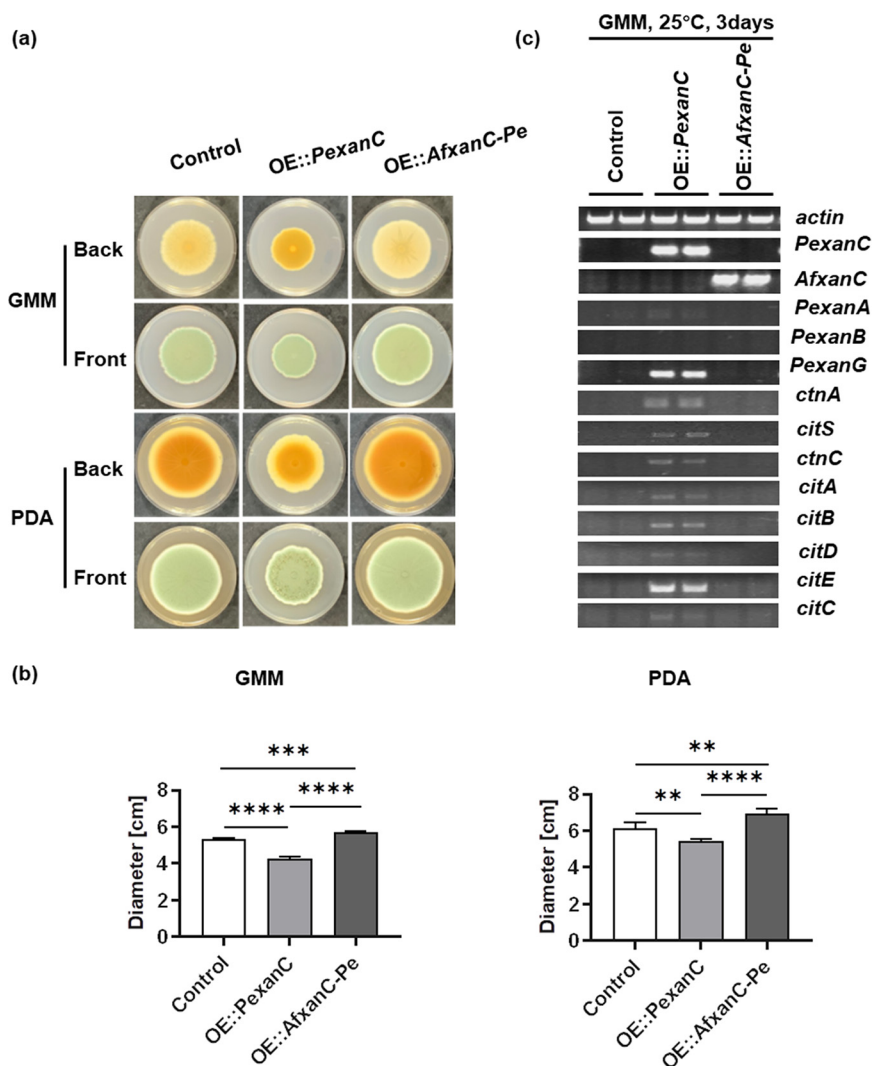 (a)
Control
OE::PexanC
OE::AfxanC-Pe
GMM
Back
Front
PDA
Back
Front
(c)
GMM, 25°C, 3days
Control
OE::PexanC
OE::AfxanC-Pe
actin
PexanC
AfxanC
PexanA
PexanB
PexanG
ctnA
citS
ctnC
citA
citB
citD
citE
citC
(b)
GMM
Diameter [cm]
8
6
4
2
0
***
****
****
Control
OE::PexanC
OE::AfxanC-Pe
PDA
Diameter [cm]
8
6
4
2
0
**
**
****
Control
OE::PexanC
OE::AfxanC-Pe